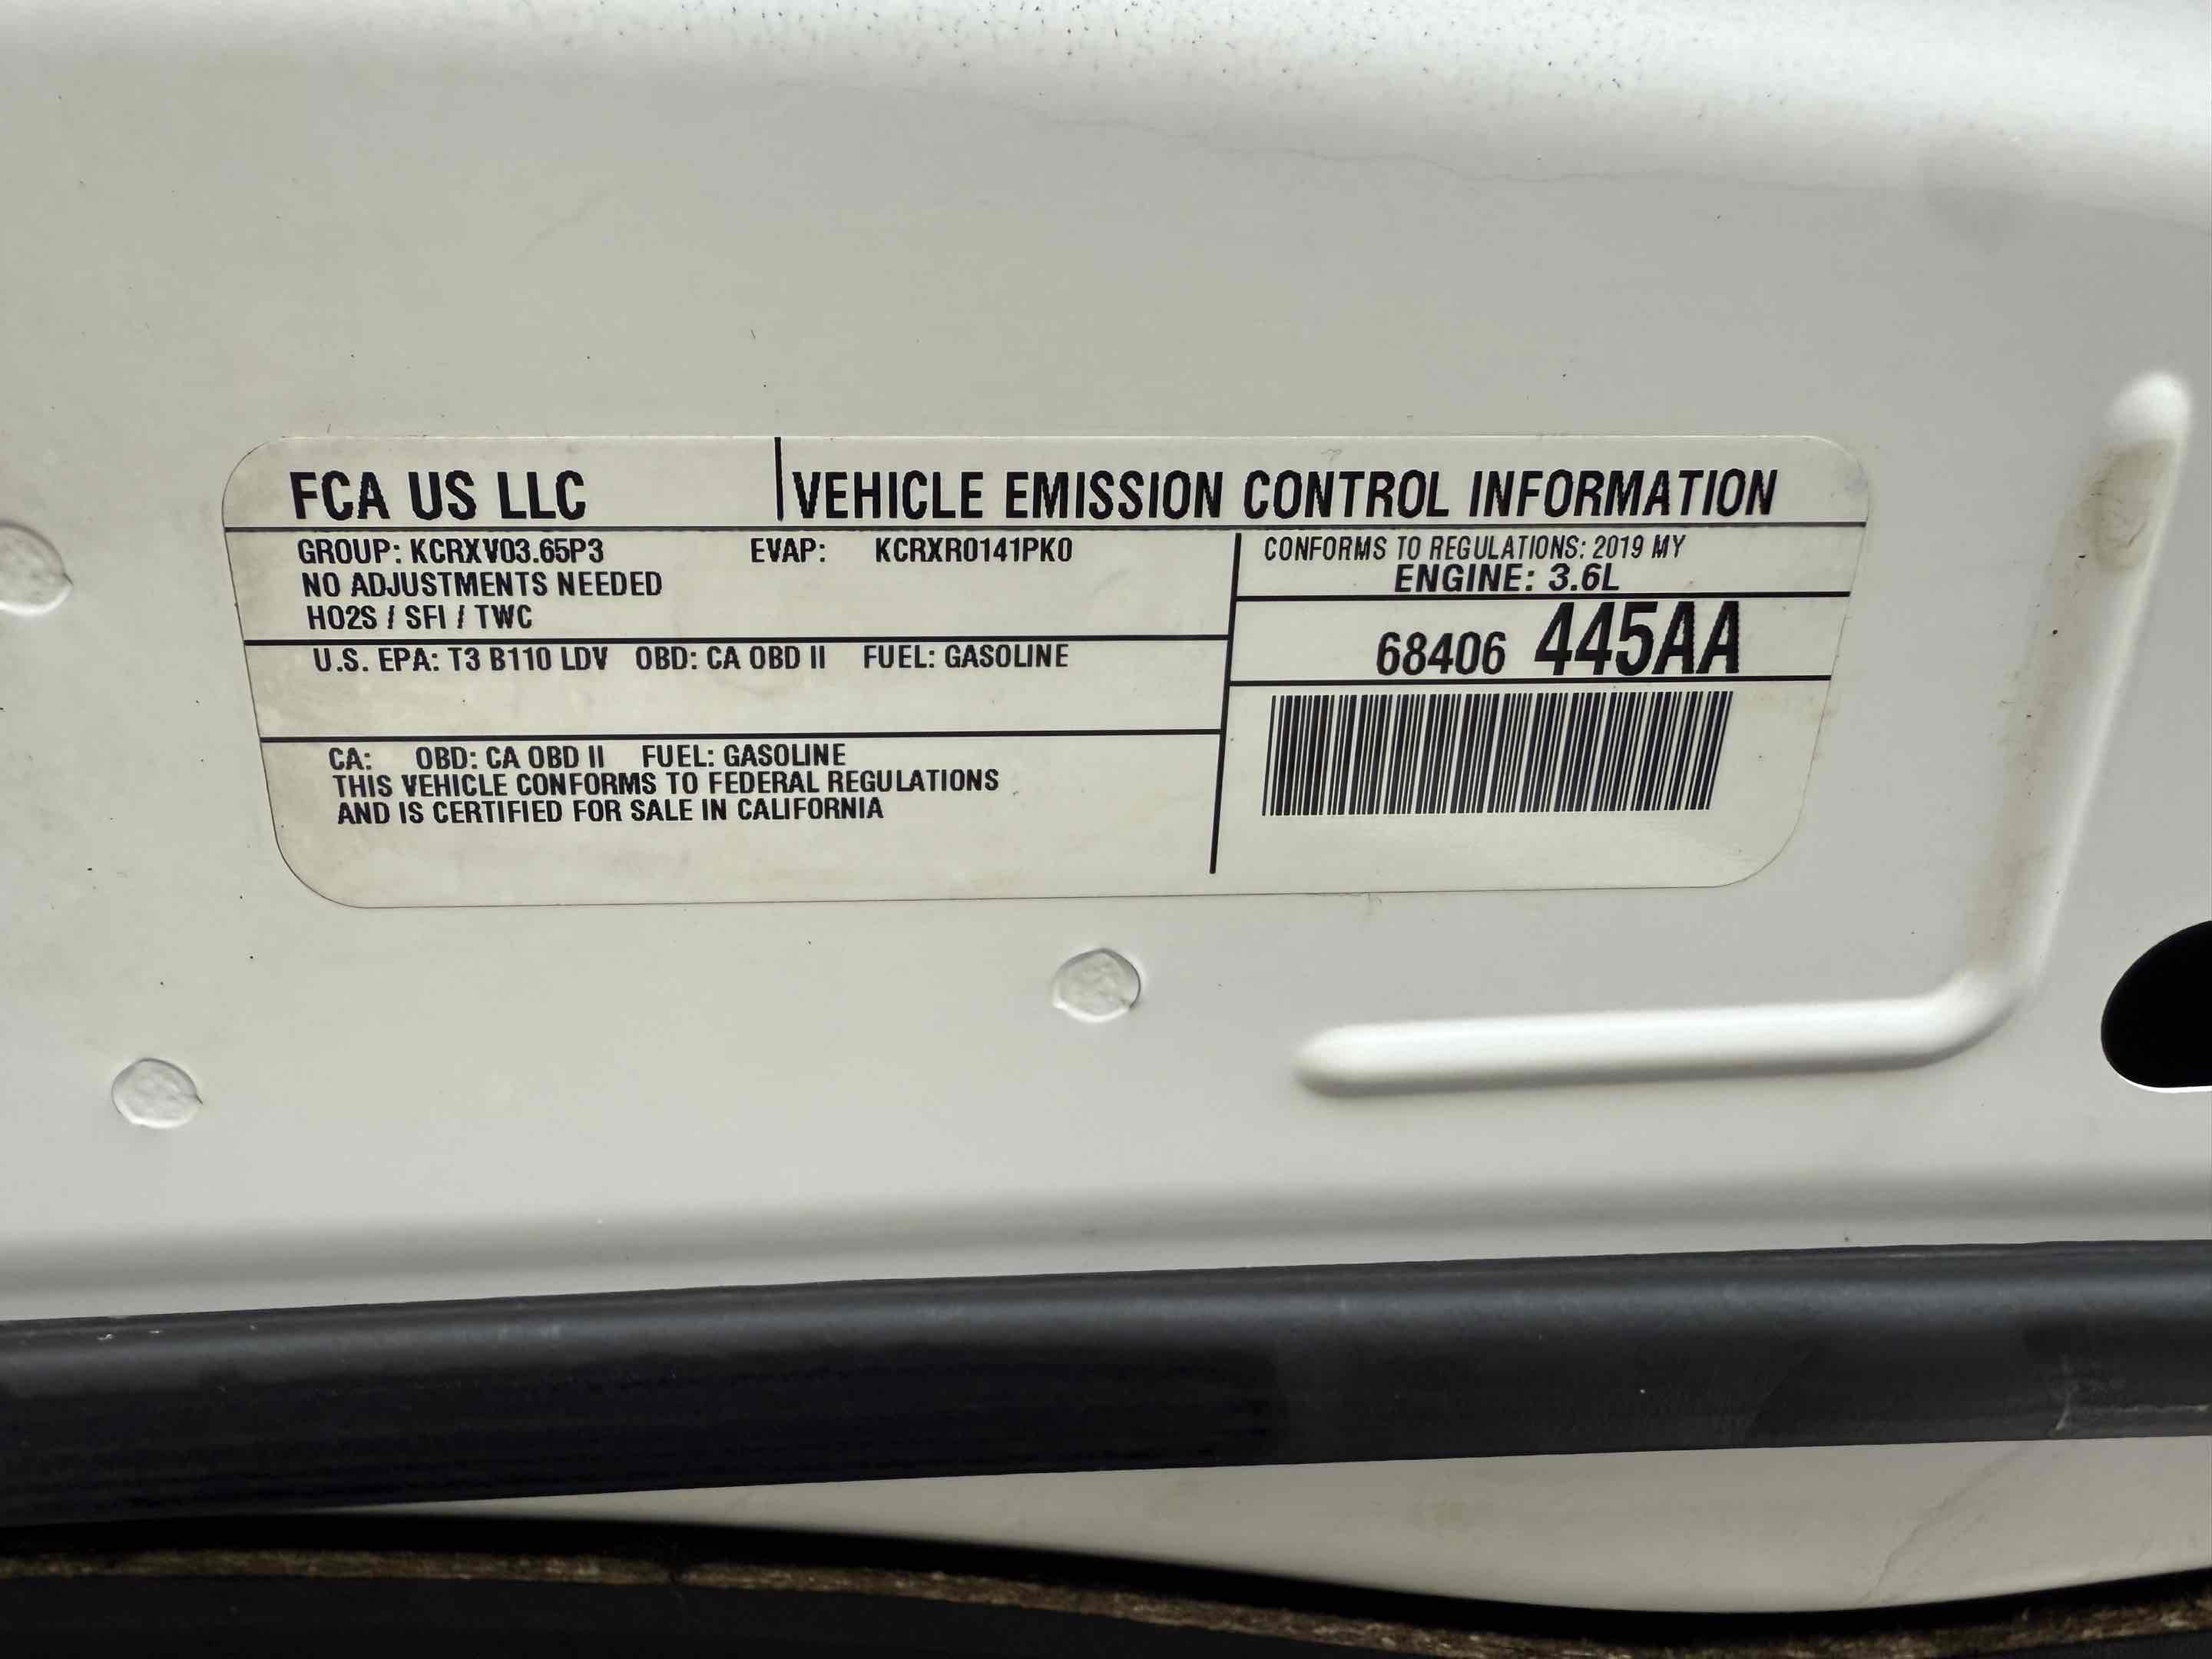 FCA US LLC
VEHICLE EMISSION CONTROL INFORMATION
GROUP: KCRXV03.65P3 EVAP: KCRXR0141PK0
NO ADJUSTMENTS NEEDED
HO2S / SFI / TWC
U.S. EPA: T3 B110 LDV OBD: CA OBD II FUEL: GASOLINE
CA: OBD: CA OBD II FUEL: GASOLINE
THIS VEHICLE CONFORMS TO FEDERAL REGULATIONS
AND IS CERTIFIED FOR SALE IN CALIFORNIA
CONFORMS TO REGULATIONS: 2019 MY
ENGINE: 3.6L
68406 445AA